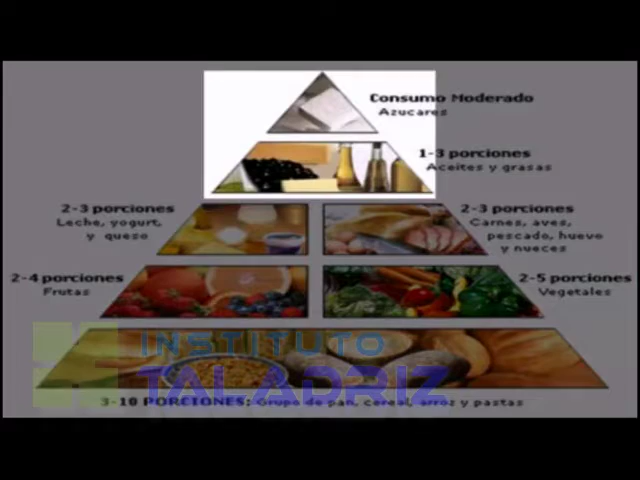 Consumo Moderado
Azucares
1-3 porciones
Aceites y grasas
2-3 porciones
Leche, yogurt,
y queso
2-3 porciones
Carnes, aves,
pescado, huevo
y nueces
2-4 porciones
Frutas
2-5 porciones
Vegetales
INSTITUTO
TALADRIZ
3-10 PORCIONES: Grupo de pan, cereal, arroz y pastas